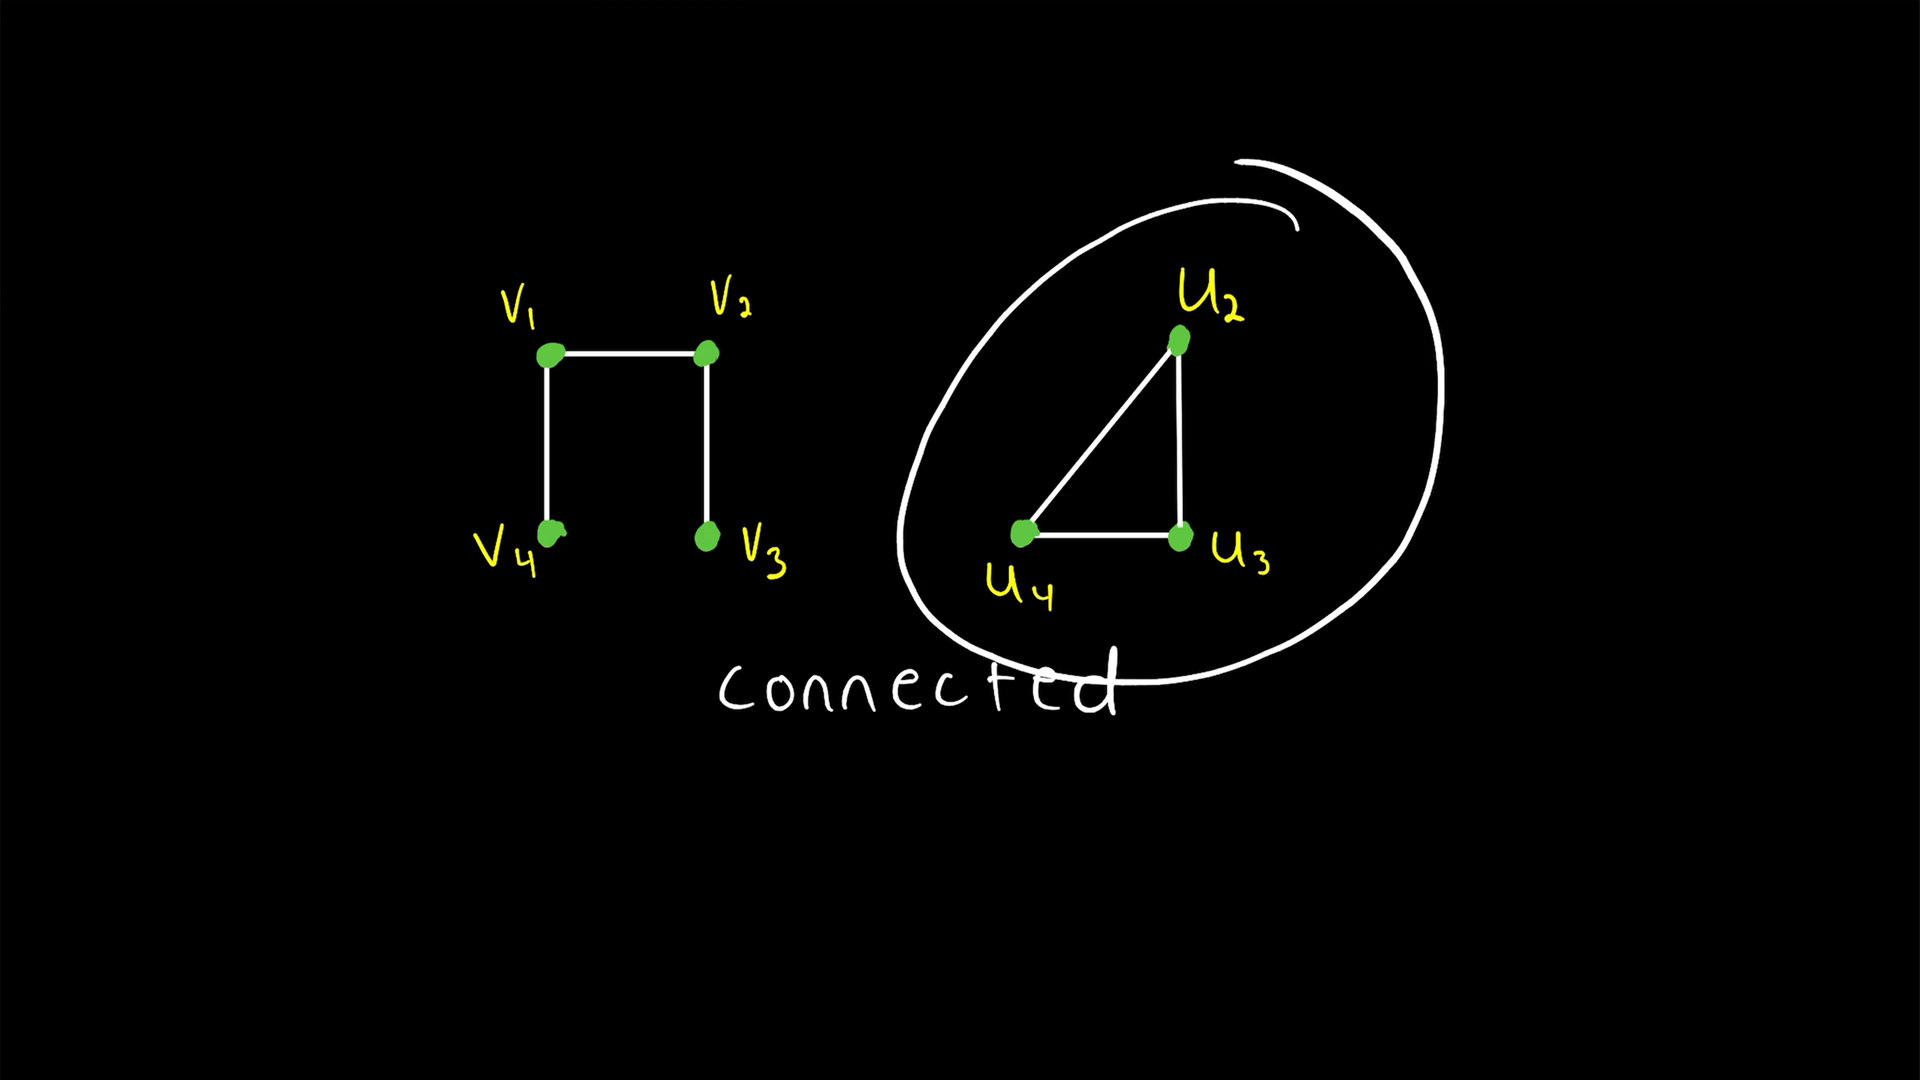 V₁ V₂
V₄ V₃
U₂
U₄ U₃
connected